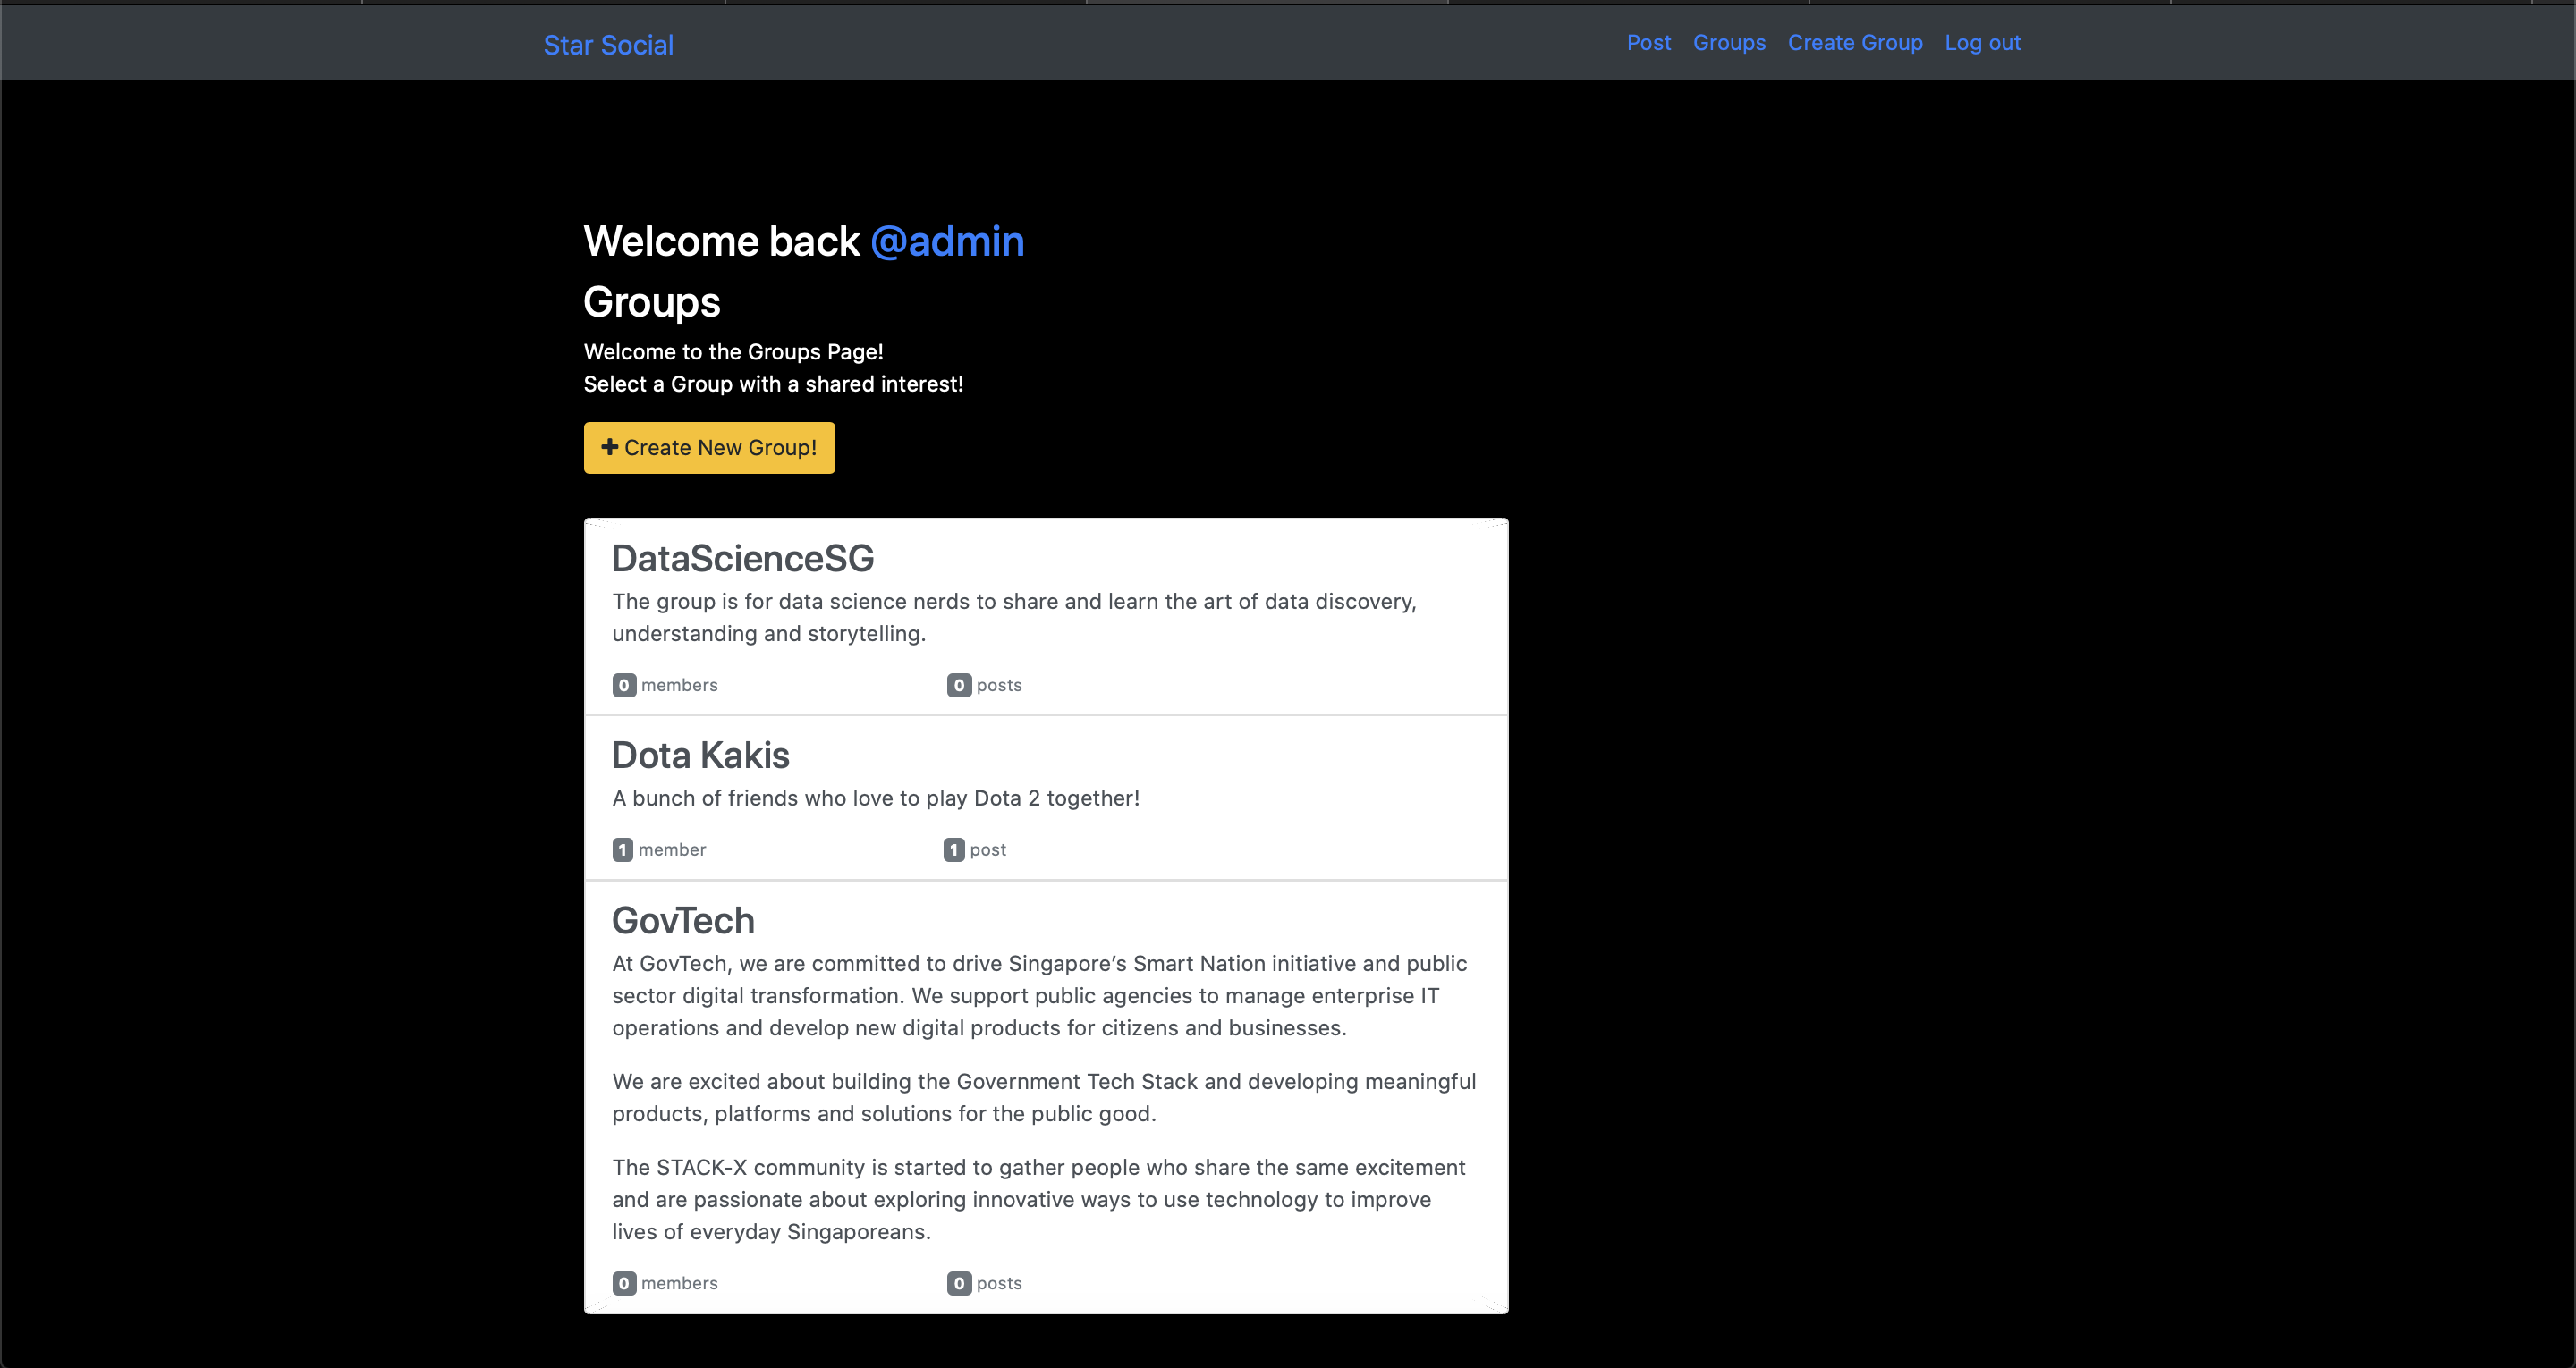 Star Social
Post Groups Create Group Log out
Welcome back @admin
Groups
Welcome to the Groups Page!
Select a Group with a shared interest!
Create New Group!
DataScienceSG
The group is for data science nerds to share and learn the art of data discovery,
understanding and storytelling.
0 members 0 posts
Dota Kakis
A bunch of friends who love to play Dota 2 together!
1 member 1 post
GovTech
At GovTech, we are committed to drive Singapore’s Smart Nation initiative and public
sector digital transformation. We support public agencies to manage enterprise IT
operations and develop new digital products for citizens and businesses.
We are excited about building the Government Tech Stack and developing meaningful
products, platforms and solutions for the public good.
The STACK-X community is started to gather people who share the same excitement
and are passionate about exploring innovative ways to use technology to improve
lives of everyday Singaporeans.
0 members 0 posts